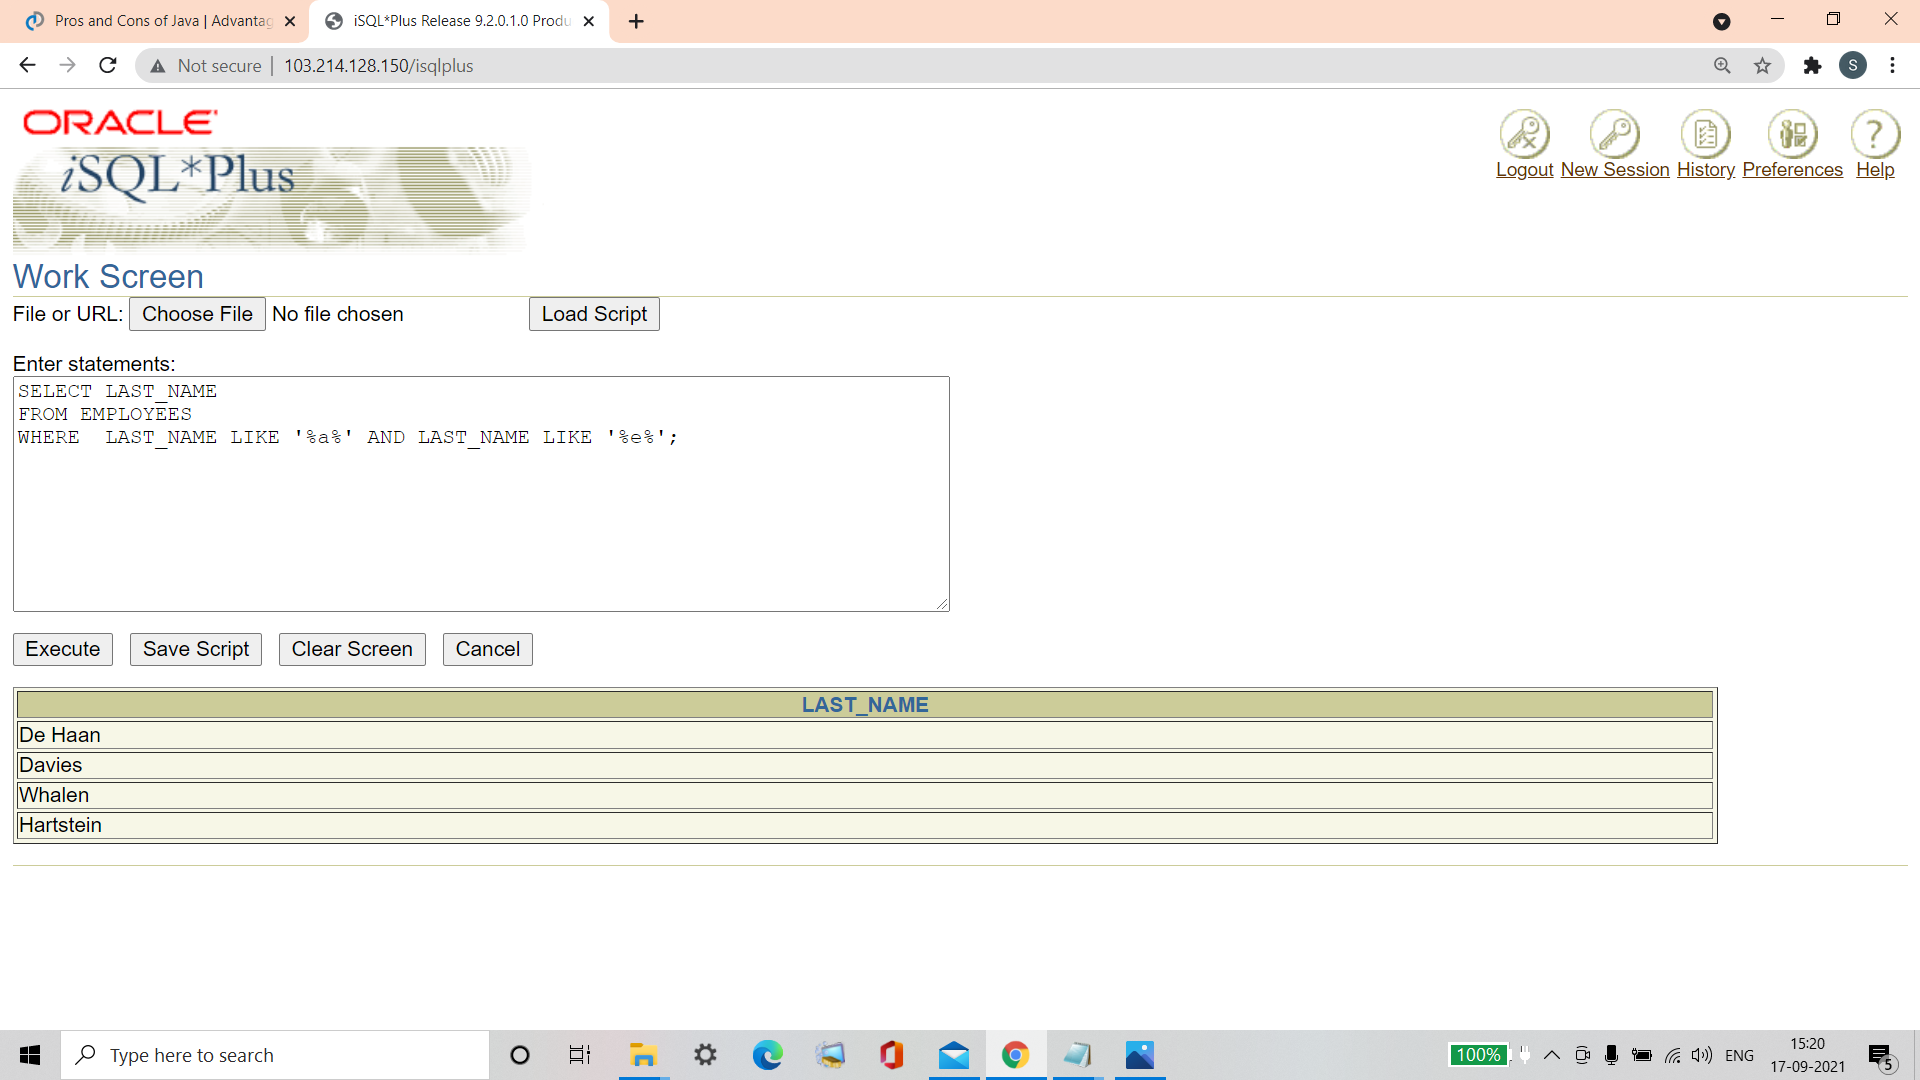 Pros and Cons of Java | Advantag
iSQL*Plus Release 9.2.0.1.0 Produ
Not secure | 103.214.128.150/isqlplus
S
ORACLE
iSQL*Plus
Logout New Session History Preferences Help
Work Screen
File or URL: Choose File No file chosen Load Script
Enter statements:
SELECT LAST_NAME
FROM EMPLOYEES
WHERE  LAST_NAME LIKE '%a%' AND LAST_NAME LIKE '%e%';
Execute Save Script Clear Screen Cancel
LAST_NAME
De Haan
Davies
Whalen
Hartstein
Type here to search
100%
ENG
15:20
17-09-2021
5